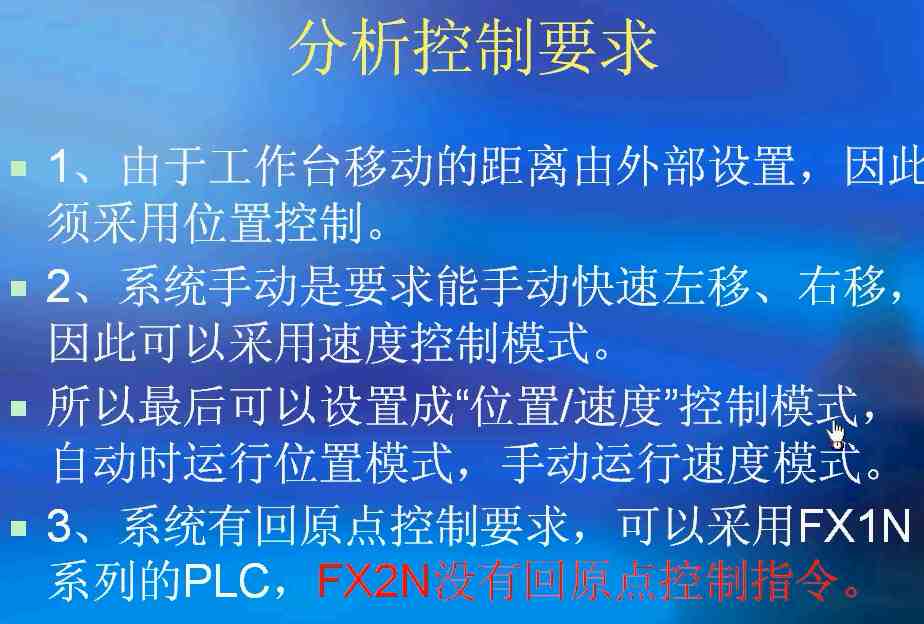 分析控制要求
1、由于工作台移动的距离由外部设置，因此
须采用位置控制。
2、系统手动是要求能手动快速左移、右移，
因此可以采用速度控制模式。
所以最后可以设置成“位置/速度”控制模式，
自动时运行位置模式，手动运行速度模式。
3、系统有回原点控制要求，可以采用FX1N
系列的PLC，FX2N没有回原点控制指令。